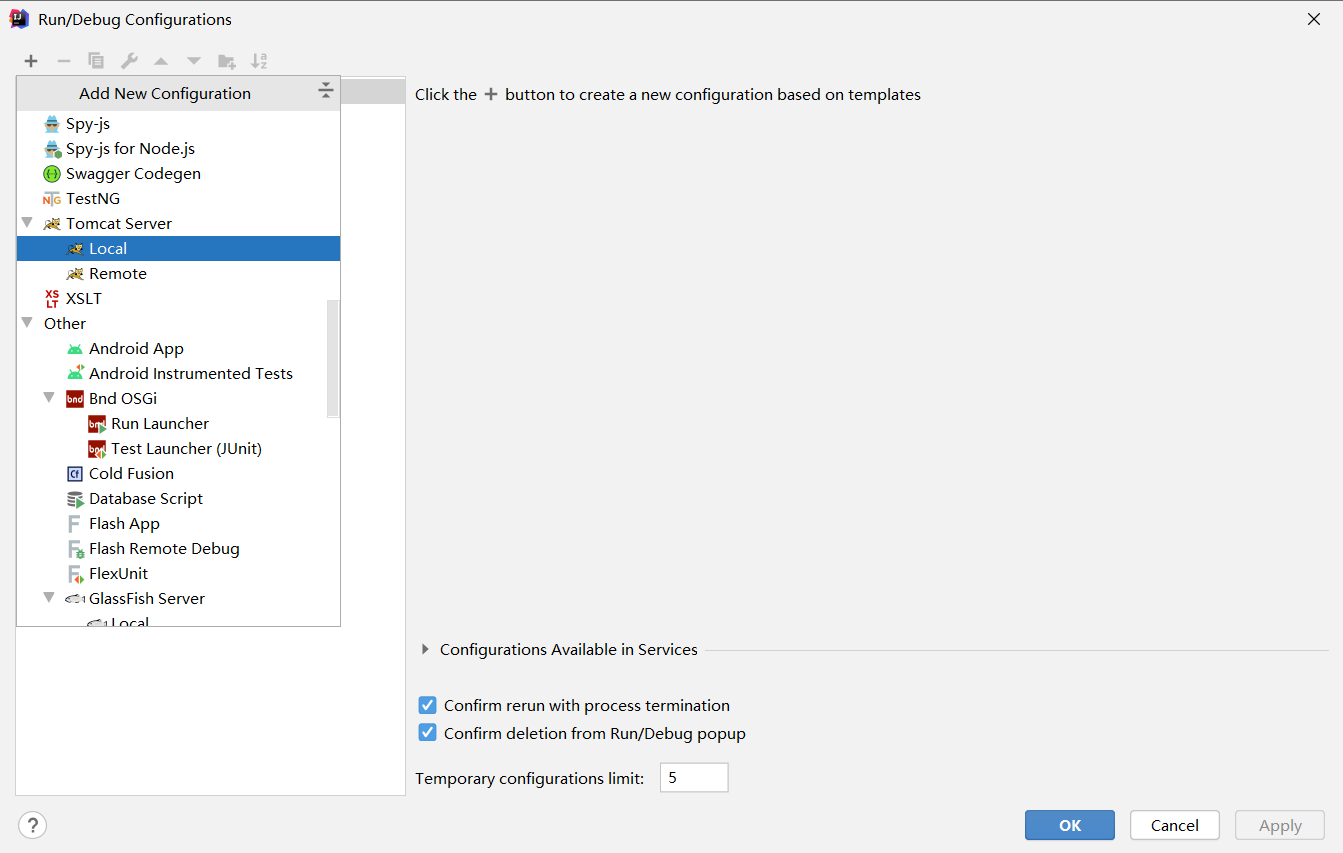 Run/Debug Configurations
Add New Configuration
Click the + button to create a new configuration based on templates
Spy-js
Spy-js for Node.js
Swagger Codegen
TestNG
Tomcat Server
Local
Remote
XSLT
Other
Android App
Android Instrumented Tests
Bnd OSGi
Run Launcher
Test Launcher (JUnit)
Cold Fusion
Database Script
Flash App
Flash Remote Debug
FlexUnit
GlassFish Server
Local
Configurations Available in Services
Confirm rerun with process termination
Confirm deletion from Run/Debug popup
Temporary configurations limit: 5
? OK Cancel Apply